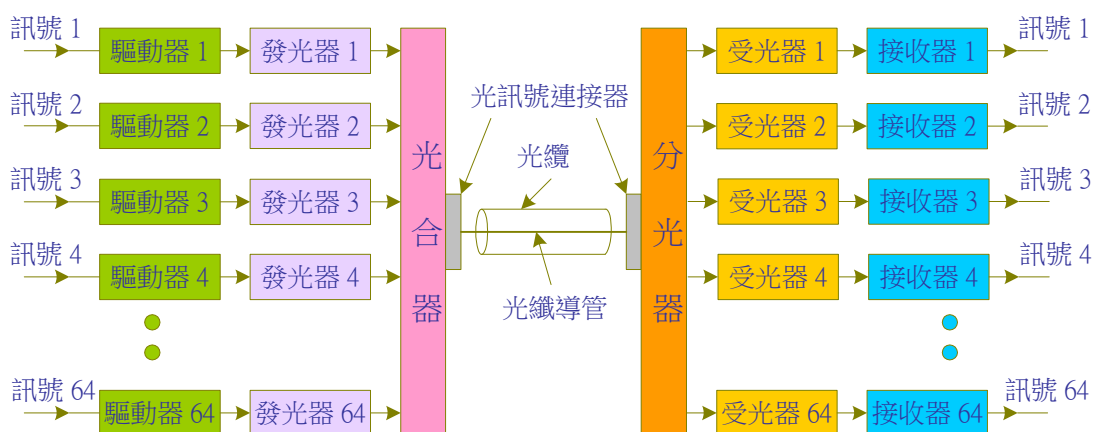 訊號 1
驅動器 1
發光器 1
受光器 1
接收器 1
訊號 1
訊號 2
驅動器 2
發光器 2
受光器 2
接收器 2
訊號 2
訊號 3
驅動器 3
發光器 3
受光器 3
接收器 3
訊號 3
訊號 4
驅動器 4
發光器 4
受光器 4
接收器 4
訊號 4
訊號 64
驅動器 64
發光器 64
受光器 64
接收器 64
訊號 64
光合器
光訊號連接器
光纜
光纖導管
分光器